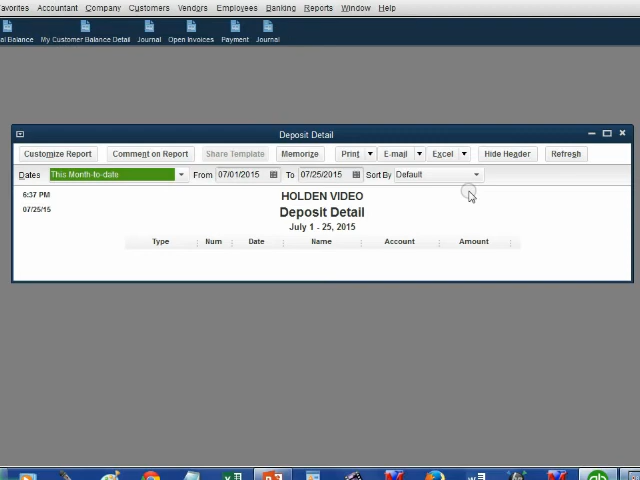 avorites Accountant Company Customers Vendors Employees Banking Reports Window Help
al Balance My Customer Balance Detail Journal Open Invoices Payment Journal
Deposit Detail
Customize Report Comment on Report Share Template Memorize Print E-mail Excel Hide Header Refresh
Dates This Month-to-date From 07/01/2015 To 07/25/2015 Sort By Default
6:37 PM HOLDEN VIDEO
07/25/15 Deposit Detail
July 1 - 25, 2015
Type Num Date Name Account Amount